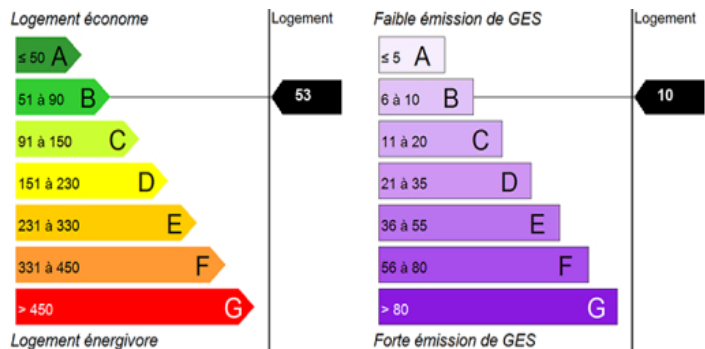 Logement économe
Logement
≤ 50 A
51 à 90 B
53
91 à 150 C
151 à 230 D
231 à 330 E
331 à 450 F
> 450 G
Logement énergivore
Faible émission de GES
Logement
≤ 5 A
6 à 10 B
10
11 à 20 C
21 à 35 D
36 à 55 E
56 à 80 F
> 80 G
Forte émission de GES